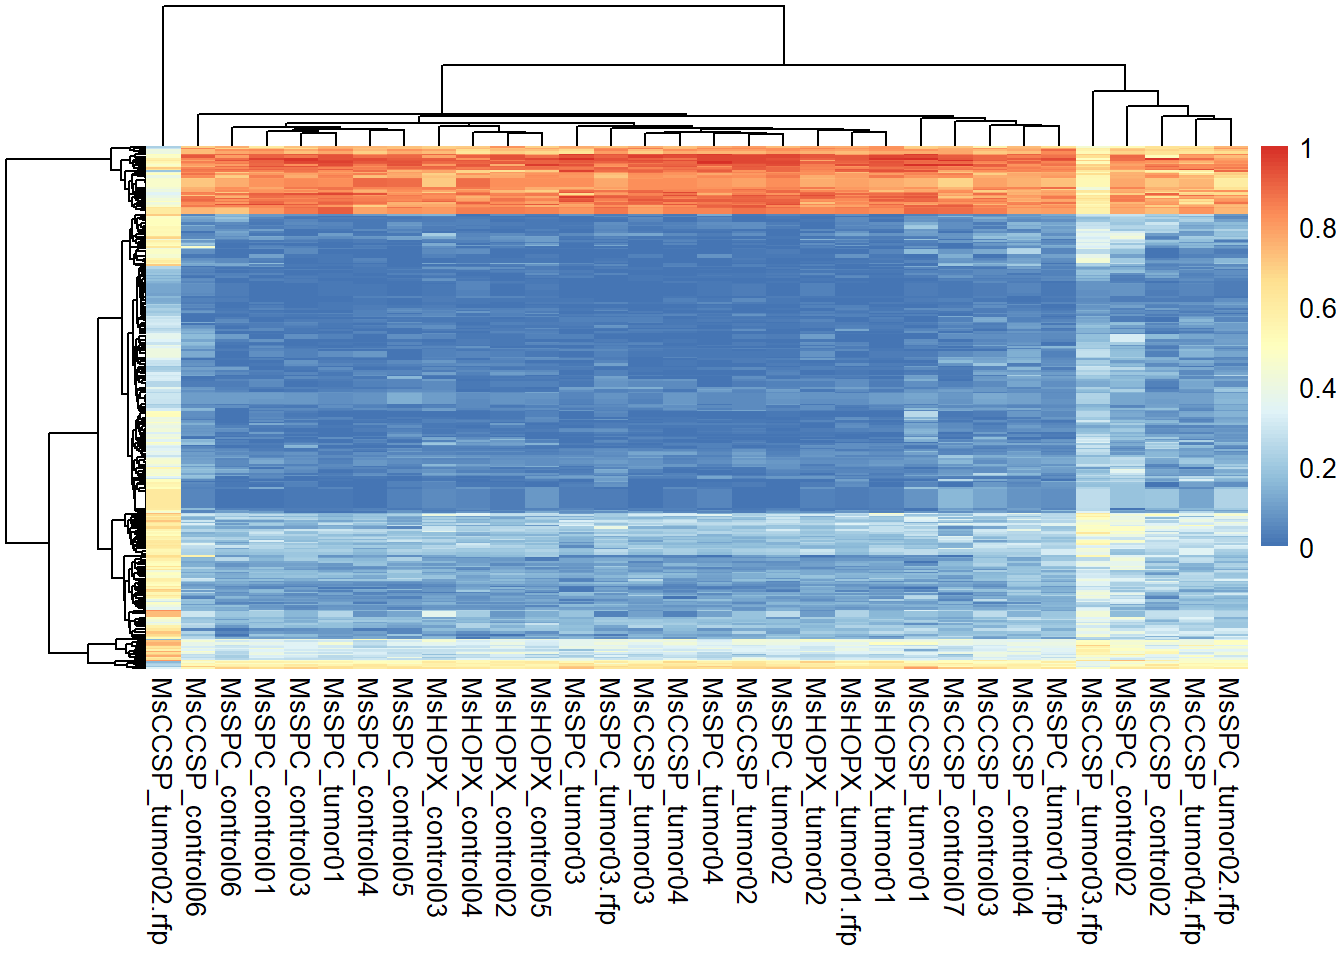 1
0.8
0.6
0.4
0.2
0
MsCCSP_tumor02.rfp
MsCCSP_control06
MsSPC_control06
MsSPC_control01
MsSPC_control03
MsSPC_tumor01
MsSPC_control04
MsSPC_control05
MsHOPX_control03
MsHOPX_control04
MsHOPX_control02
MsHOPX_control05
MsSPC_tumor03
MsSPC_tumor03.rfp
MsCCSP_tumor03
MsCCSP_tumor04
MsSPC_tumor04
MsCCSP_tumor02
MsSPC_tumor02
MsHOPX_tumor02
MsHOPX_tumor01.rfp
MsHOPX_tumor01
MsCCSP_tumor01
MsCCSP_control07
MsCCSP_control03
MsCCSP_control04
MsSPC_tumor01.rfp
MsCCSP_tumor03.rfp
MsSPC_control02
MsCCSP_control02
MsCCSP_tumor04.rfp
MsSPC_tumor02.rfp